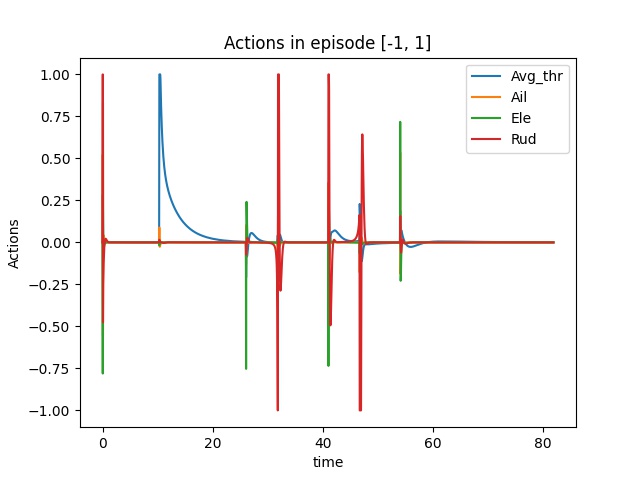 Actions in episode [-1, 1]
Avg_thr
Ail
Ele
Rud
1.00
0.75
0.50
0.25
0.00
−0.25
−0.50
−0.75
−1.00
Actions
0 20 40 60 80
time